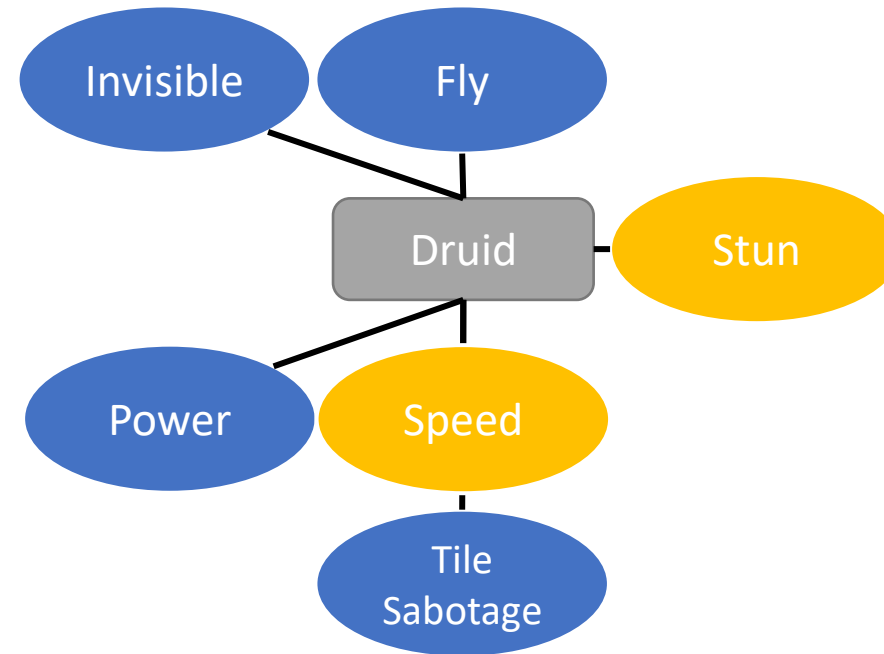 Invisible
Fly
Druid
Stun
Power
Speed
Tile
Sabotage